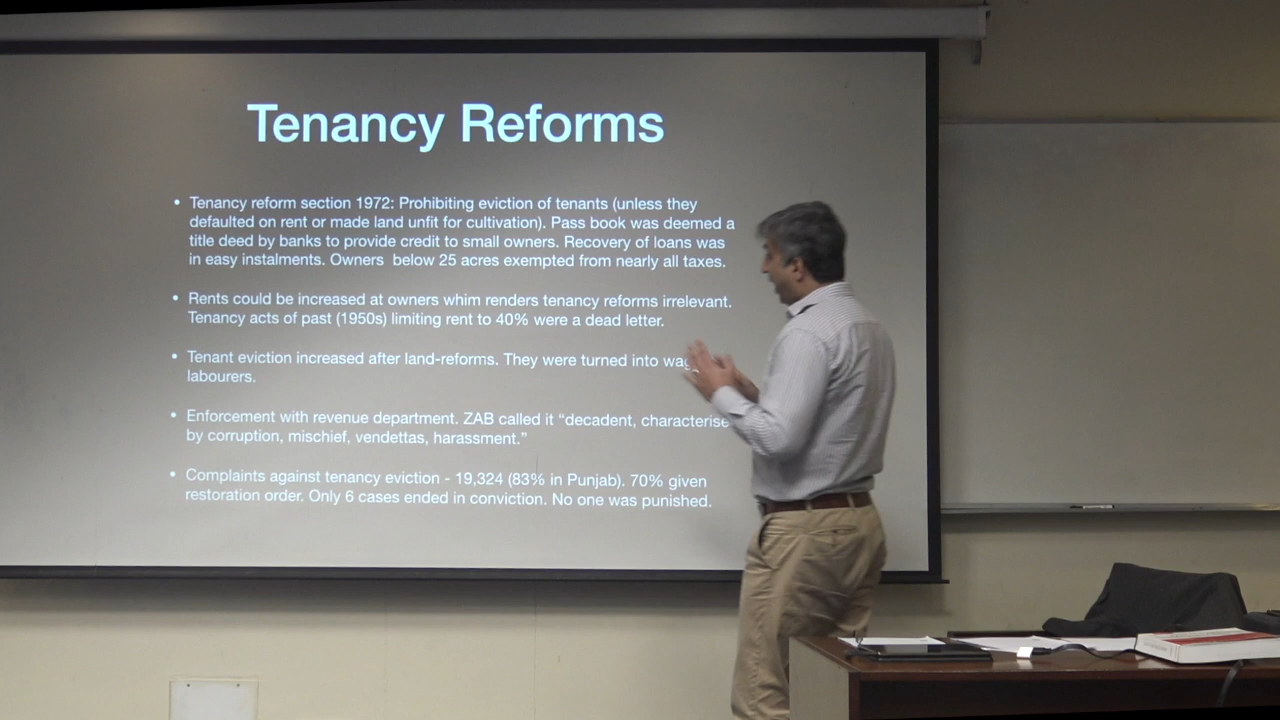 Tenancy Reforms
• Tenancy reform section 1972: Prohibiting eviction of tenants (unless they
defaulted on rent or made land unfit for cultivation). Pass book was deemed a
title deed by banks to provide credit to small owners. Recovery of loans was
in easy instalments. Owners below 25 acres exempted from nearly all taxes.
• Rents could be increased at owners whim renders tenancy reforms irrelevant.
Tenancy acts of past (1950s) limiting rent to 40% were a dead letter.
• Tenant eviction increased after land-reforms. They were turned into
labourers.
• Enforcement with revenue department. ZAB called it “decadent, characterise
by corruption, mischief, vendettas, harassment.”
• Complaints against tenancy eviction - 19,324 (83% in Punjab). 70% given
restoration order. Only 6 cases ended in conviction. No one was punished.